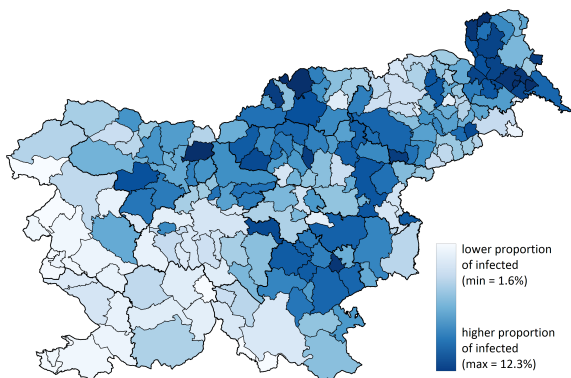 lower proportion
of infected
(min = 1.6%)
higher proportion
of infected
(max = 12.3%)